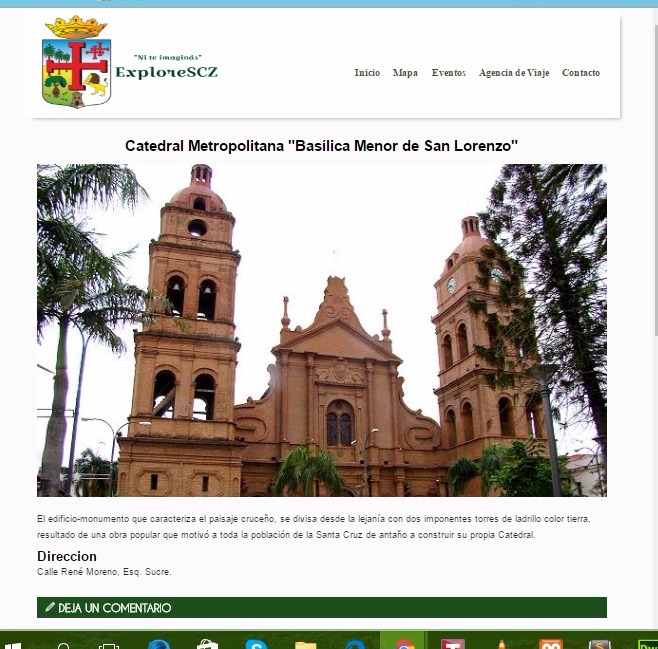 "Ni te imaginás"
ExploreSCZ
Inicio Mapa Eventos Agencia de Viaje Contacto
Catedral Metropolitana "Basílica Menor de San Lorenzo"
El edificio-monumento que caracteriza el paisaje cruceño, se divisa desde la lejanía con dos imponentes torres de ladrillo color tierra,
resultado de una obra popular que motivó a toda la población de la Santa Cruz de antaño a construir su propia Catedral.
Direccion
Calle René Moreno, Esq. Sucre.
DEJA UN COMENTARIO